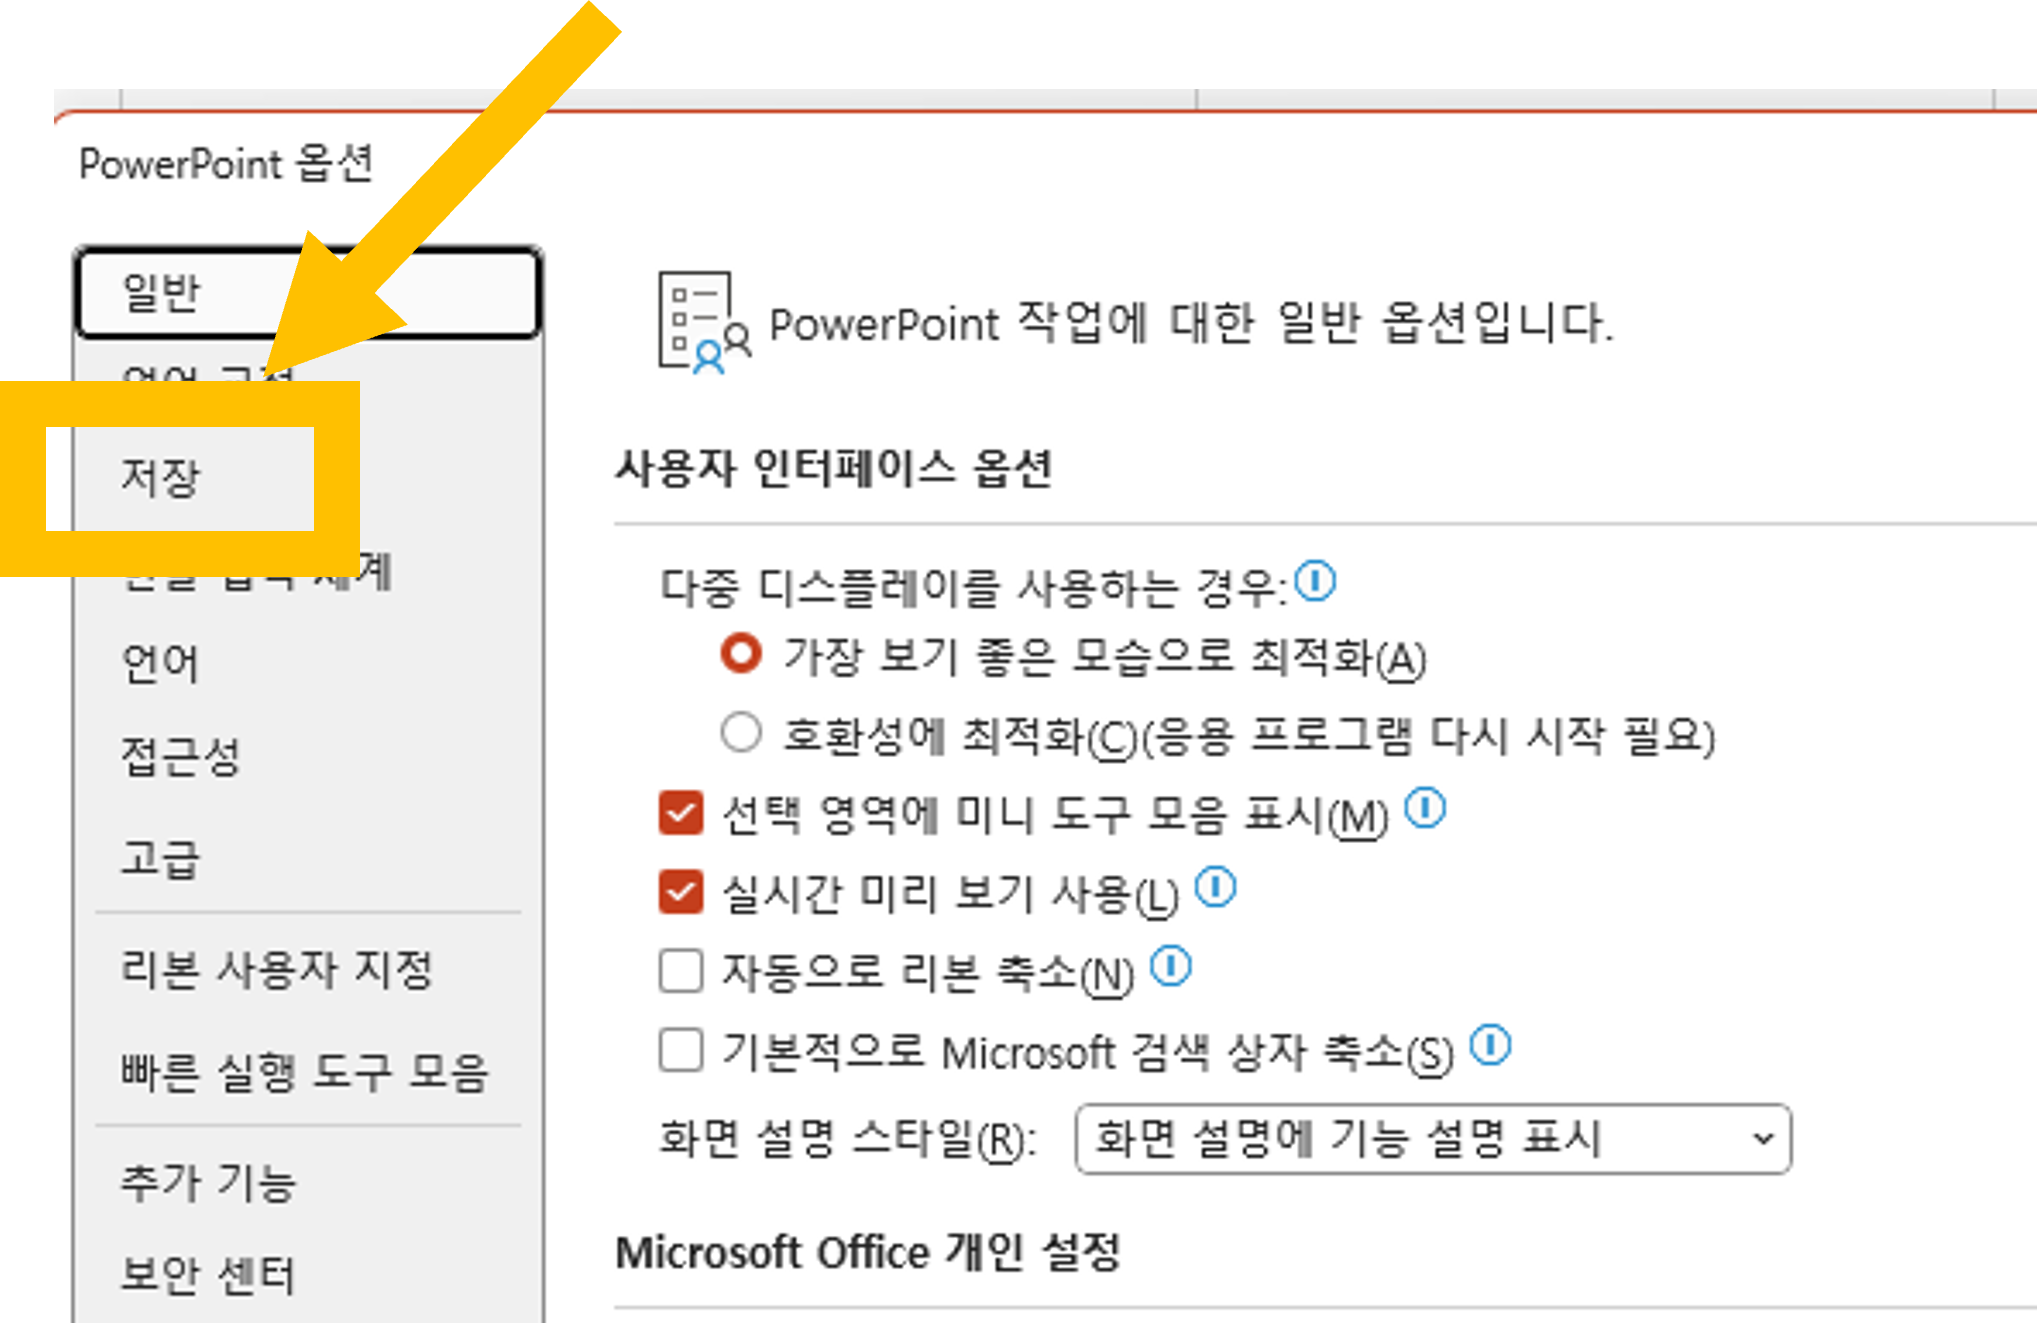 PowerPoint 옵션
일반
저장
언어
접근성
고급
리본 사용자 지정
빠른 실행 도구 모음
추가 기능
보안 센터
PowerPoint 작업에 대한 일반 옵션입니다.
사용자 인터페이스 옵션
다중 디스플레이를 사용하는 경우:
가장 보기 좋은 모습으로 최적화(A)
호환성에 최적화(C)(응용 프로그램 다시 시작 필요)
선택 영역에 미니 도구 모음 표시(M)
실시간 미리 보기 사용(L)
자동으로 리본 축소(N)
기본적으로 Microsoft 검색 상자 축소(S)
화면 설명 스타일(R): 화면 설명에 기능 설명 표시
Microsoft Office 개인 설정